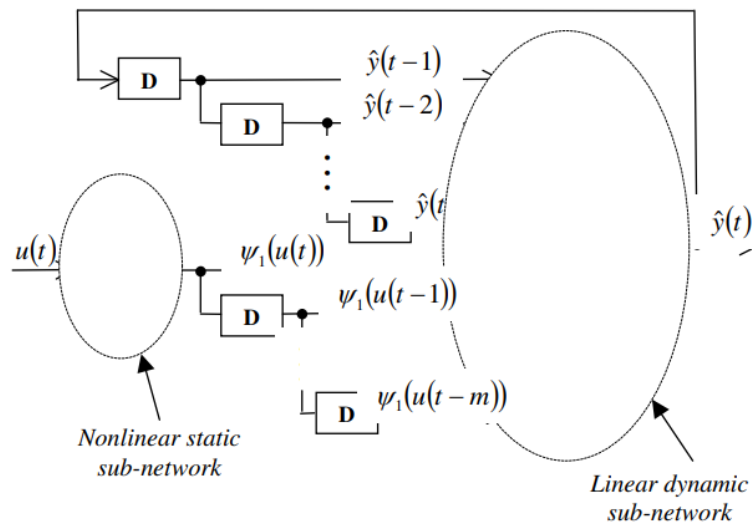 D
ŷ(t−1)
D
ŷ(t−2)
D
ŷ(t
ŷ(t)
u(t)
ψ₁(u(t))
D
ψ₁(u(t−1))
D
ψ₁(u(t−m))
Nonlinear static
sub-network
Linear dynamic
sub-network